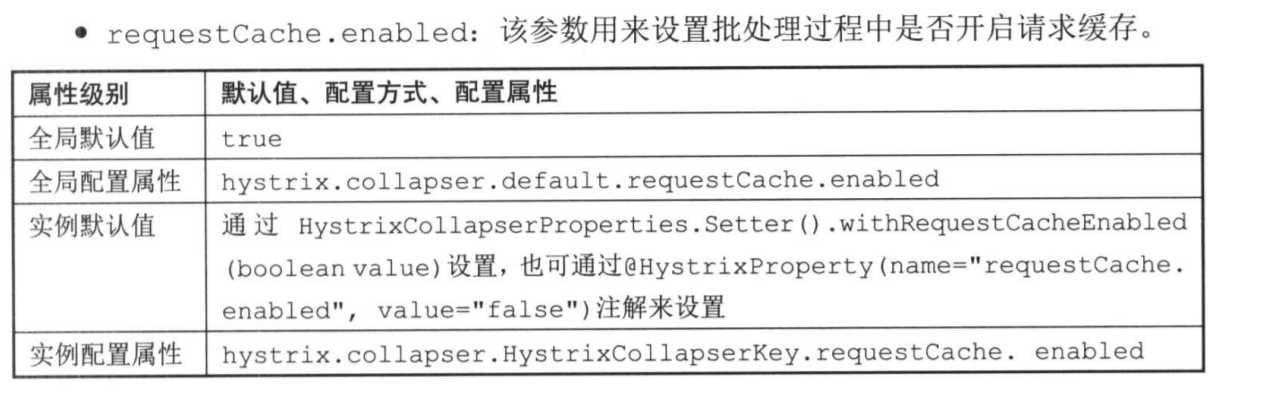 • requestCache.enabled：该参数用来设置批处理过程中是否开启请求缓存。
属性级别 默认值、配置方式、配置属性
全局默认值 true
全局配置属性 hystrix.collapser.default.requestCache.enabled
实例默认值 通过 HystrixCollapserProperties.Setter().withRequestCacheEnabled
(boolean value)设置，也可通过@HystrixProperty(name="requestCache.
enabled", value="false")注解来设置
实例配置属性 hystrix.collapser.HystrixCollapserKey.requestCache. enabled